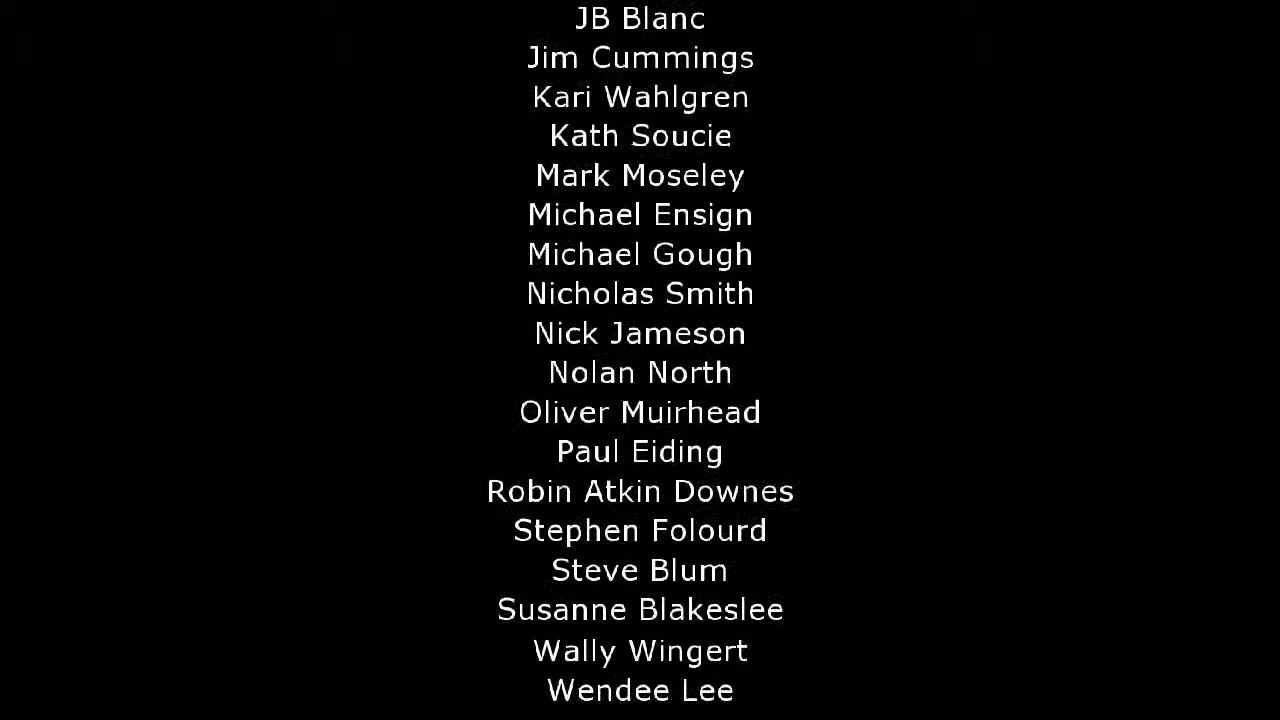 JB Blanc
Jim Cummings
Kari Wahlgren
Kath Soucie
Mark Moseley
Michael Ensign
Michael Gough
Nicholas Smith
Nick Jameson
Nolan North
Oliver Muirhead
Paul Eiding
Robin Atkin Downes
Stephen Folourd
Steve Blum
Susanne Blakeslee
Wally Wingert
Wendee Lee